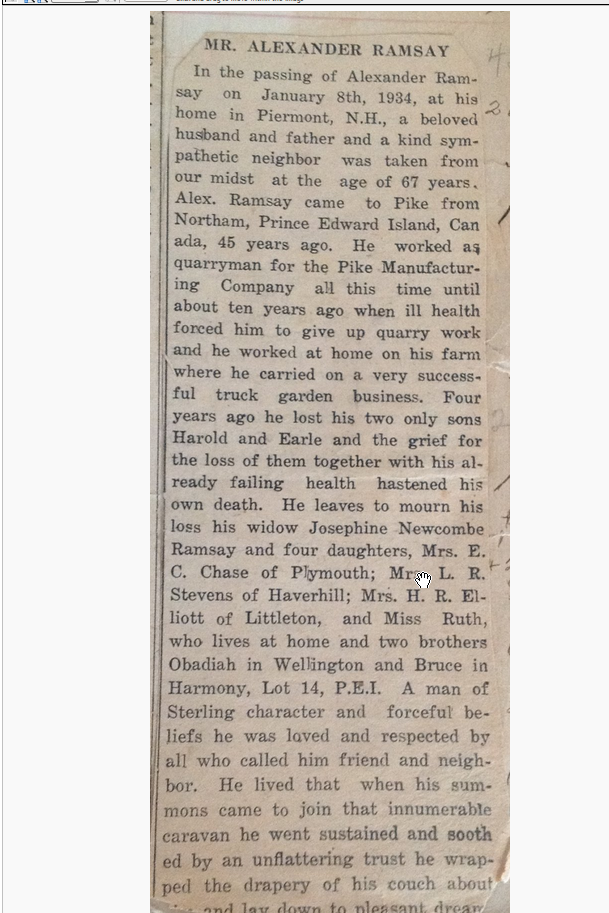 MR. ALEXANDER RAMSAY
In the passing of Alexander Ram-
say on January 8th, 1934, at his
home in Piermont, N.H., a beloved
husband and father and a kind sym-
pathetic neighbor was taken from
our midst at the age of 67 years.
Alex. Ramsay came to Pike from
Northam, Prince Edward Island, Can
ada, 45 years ago. He worked as
quarryman for the Pike Manufactur-
ing Company all this time until
about ten years ago when ill health
forced him to give up quarry work
and he worked at home on his farm
where he carried on a very success-
ful truck garden business. Four
years ago he lost his two only sons
Harold and Earle and the grief for
the loss of them together with his al-
ready failing health hastened his
own death. He leaves to mourn his
loss his widow Josephine Newcombe
Ramsay and four daughters, Mrs. E.
C. Chase of Plymouth; Mrs. L. R.
Stevens of Haverhill; Mrs. H. R. El-
liott of Littleton, and Miss Ruth,
who lives at home and two brothers
Obadiah in Wellington and Bruce in
Harmony, Lot 14, P.E.I. A man of
Sterling character and forceful be-
liefs he was loved and respected by
all who called him friend and neigh-
bor. He lived that when his sum-
mons came to join that innumerable
caravan he went sustained and sooth
ed by an unflattering trust he wrap-
ped the drapery of his couch about
and lay down to pleasant dream